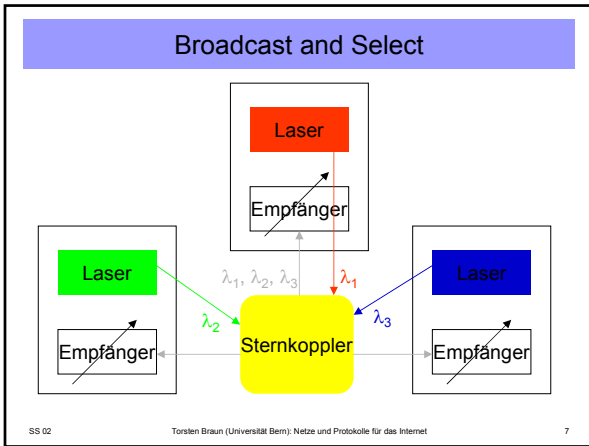 Broadcast and Select
Laser
Empfänger
Laser
λ1, λ2, λ3
λ1
Laser
λ2
λ3
Empfänger
Sternkoppler
Empfänger
SS 02
Torsten Braun (Universität Bern): Netze und Protokolle für das Internet
7